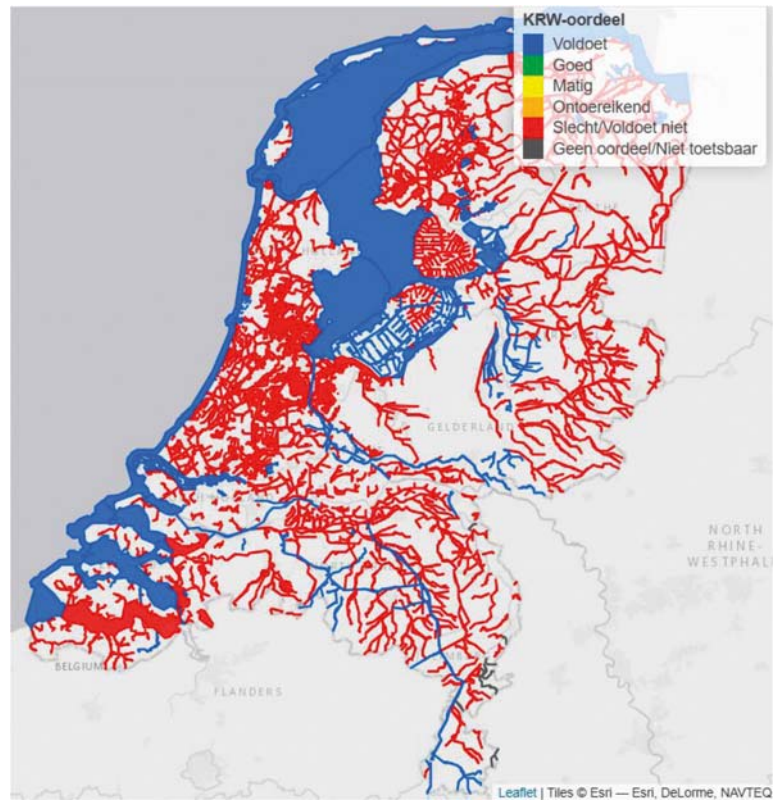 KRW-oordeel
Voldoet
Goed
Matig
Ontoereikend
Slecht/Voldoet niet
Geen oordeel/Niet toetsbaar
GELDERLAND
NORTH
RHINE-
WESTPHAL
BELGIUM
FLANDERS
Leaflet | Tiles © Esri — Esri, DeLorme, NAVTEQ